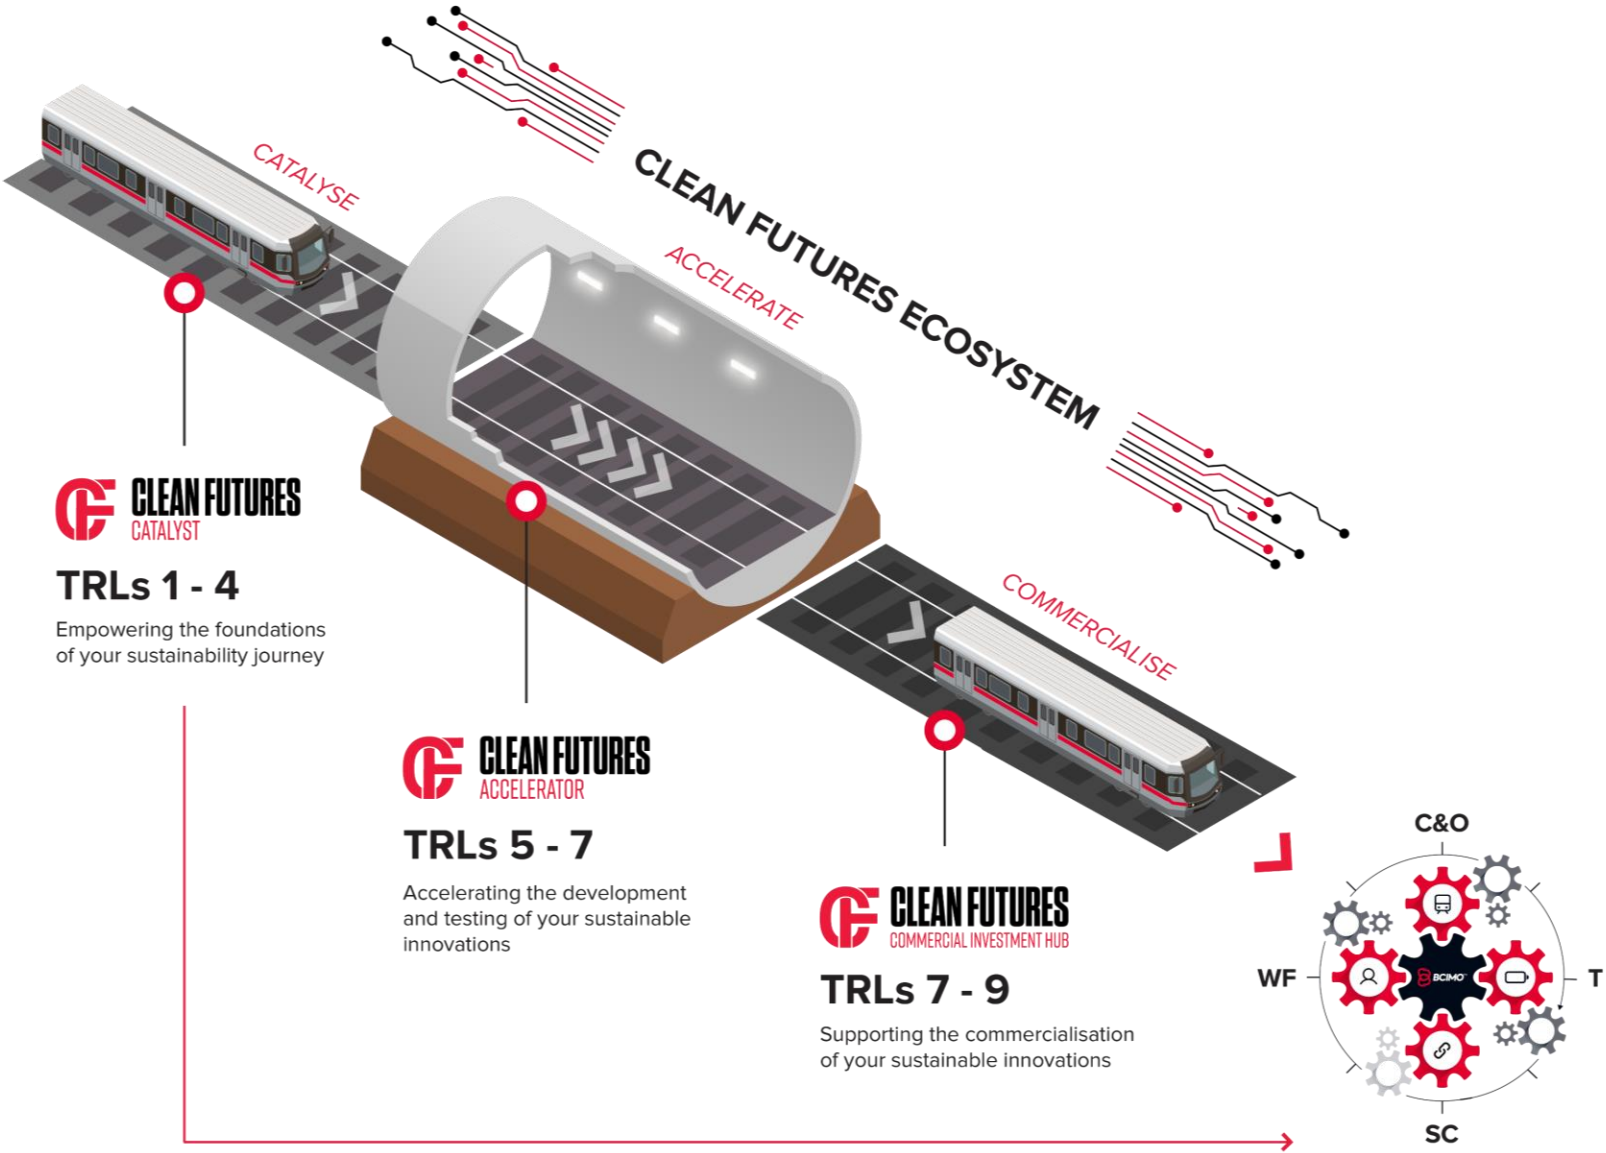 CLEAN FUTURES ECOSYSTEM
CATALYSE
ACCELERATE
COMMERCIALISE
CLEAN FUTURES
CATALYST
TRLs 1 - 4
Empowering the foundations
of your sustainability journey
CLEAN FUTURES
ACCELERATOR
TRLs 5 - 7
Accelerating the development
and testing of your sustainable
innovations
CLEAN FUTURES
COMMERCIAL INVESTMENT HUB
TRLs 7 - 9
Supporting the commercialisation
of your sustainable innovations
C&O
WF
BCIMO™
T
SC